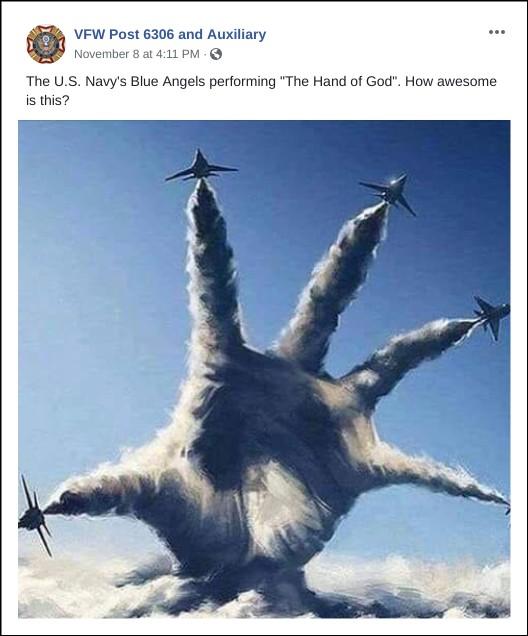 VFW Post 6306 and Auxiliary
November 8 at 4:11 PM ·
The U.S. Navy's Blue Angels performing "The Hand of God". How awesome
is this?